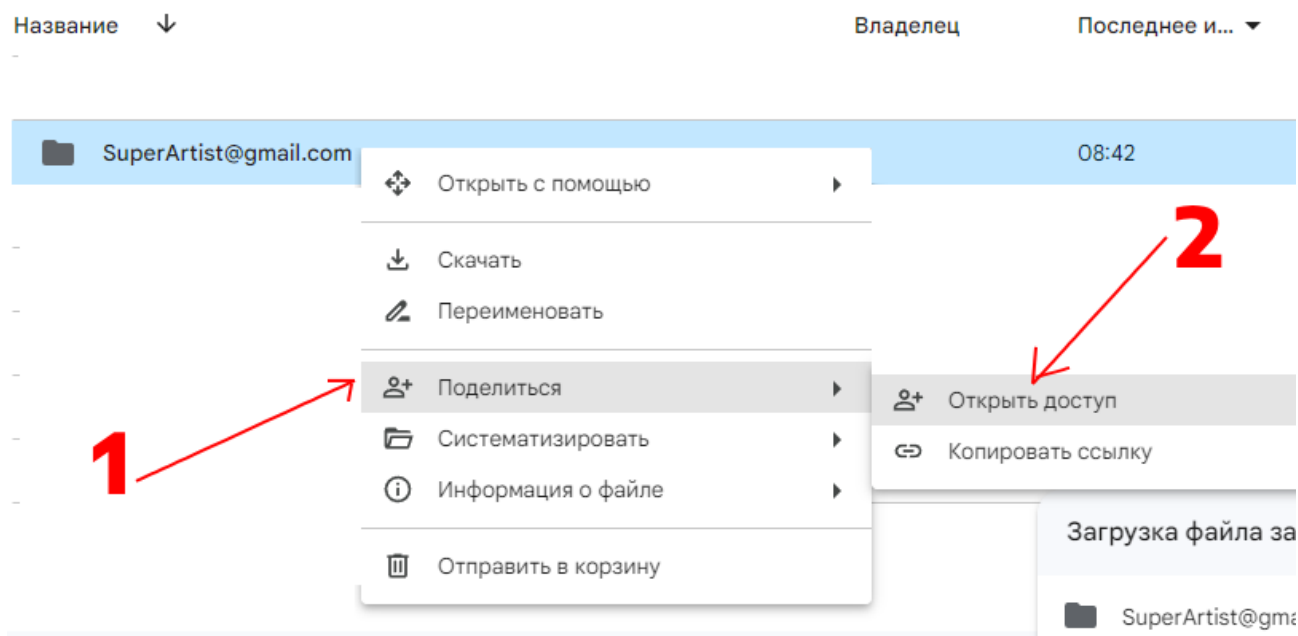 Название Владелец Последнее и...
SuperArtist@gmail.com 08:42
Открыть с помощью
2
Скачать
Переименовать
Поделиться
Открыть доступ
1
Систематизировать
Копировать ссылку
Информация о файле
Загрузка файла за
Отправить в корзину
SuperArtist@gma